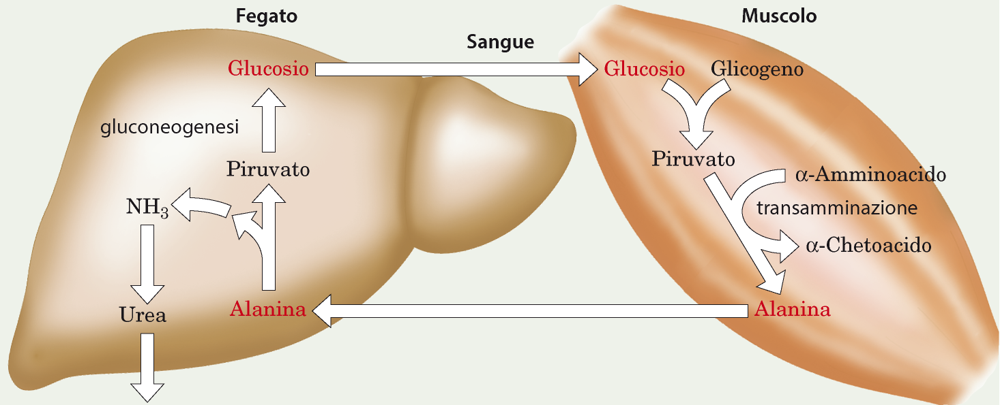 Fegato
Muscolo
Sangue
Glucosio
Glucosio
Glicogeno
gluconeogenesi
Piruvato
Piruvato
α-Amminoacido
NH₃
transamminazione
α-Chetoacido
Urea
Alanina
Alanina